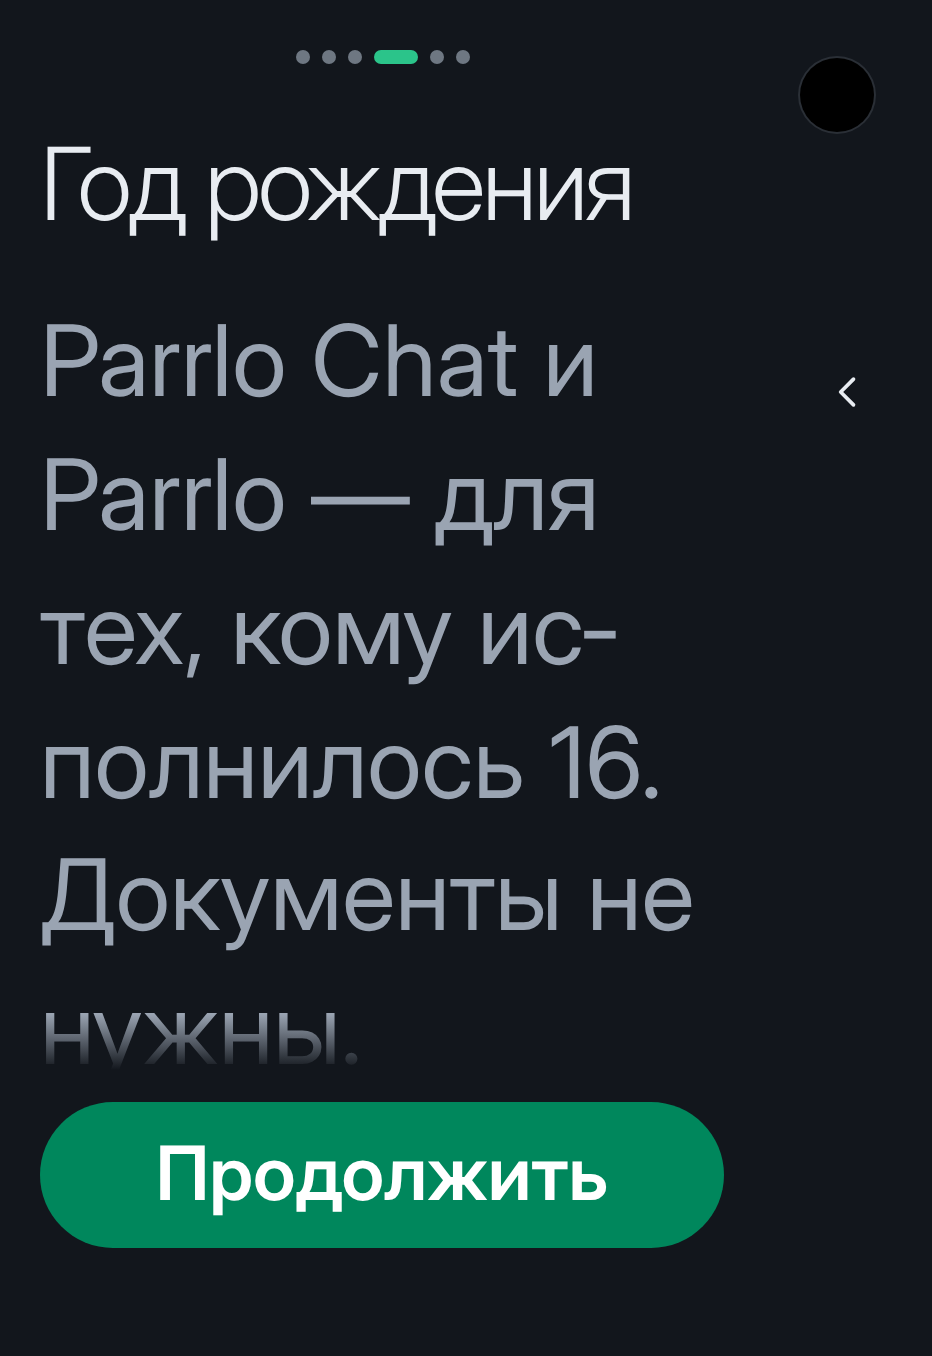 Год рождения
Parrlo Chat и
Parrlo — для
тех, кому ис-
полнилось 16.
Документы не
нужны.
Продолжить